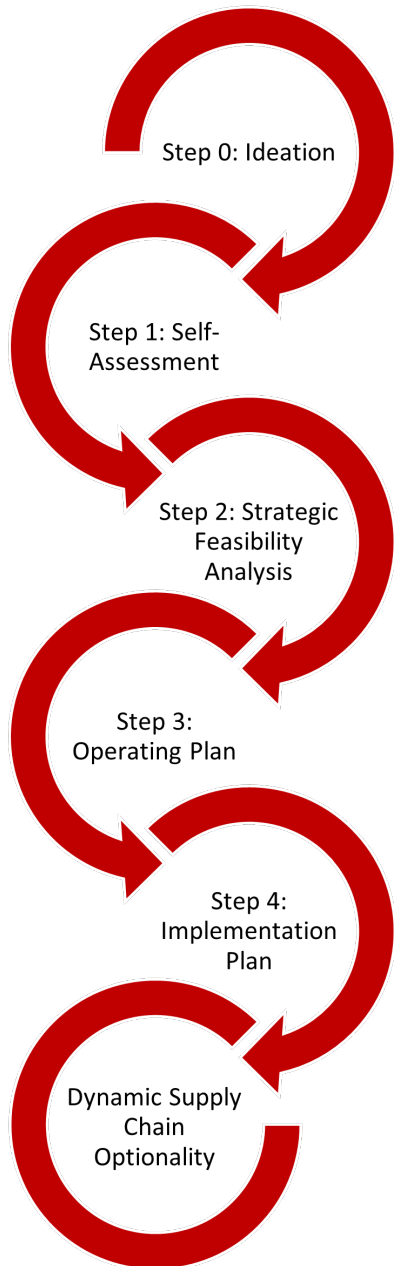 Step 0: Ideation
Step 1: Self-
Assessment
Step 2: Strategic
Feasibility
Analysis
Step 3:
Operating Plan
Step 4:
Implementation
Plan
Dynamic Supply
Chain
Optionality